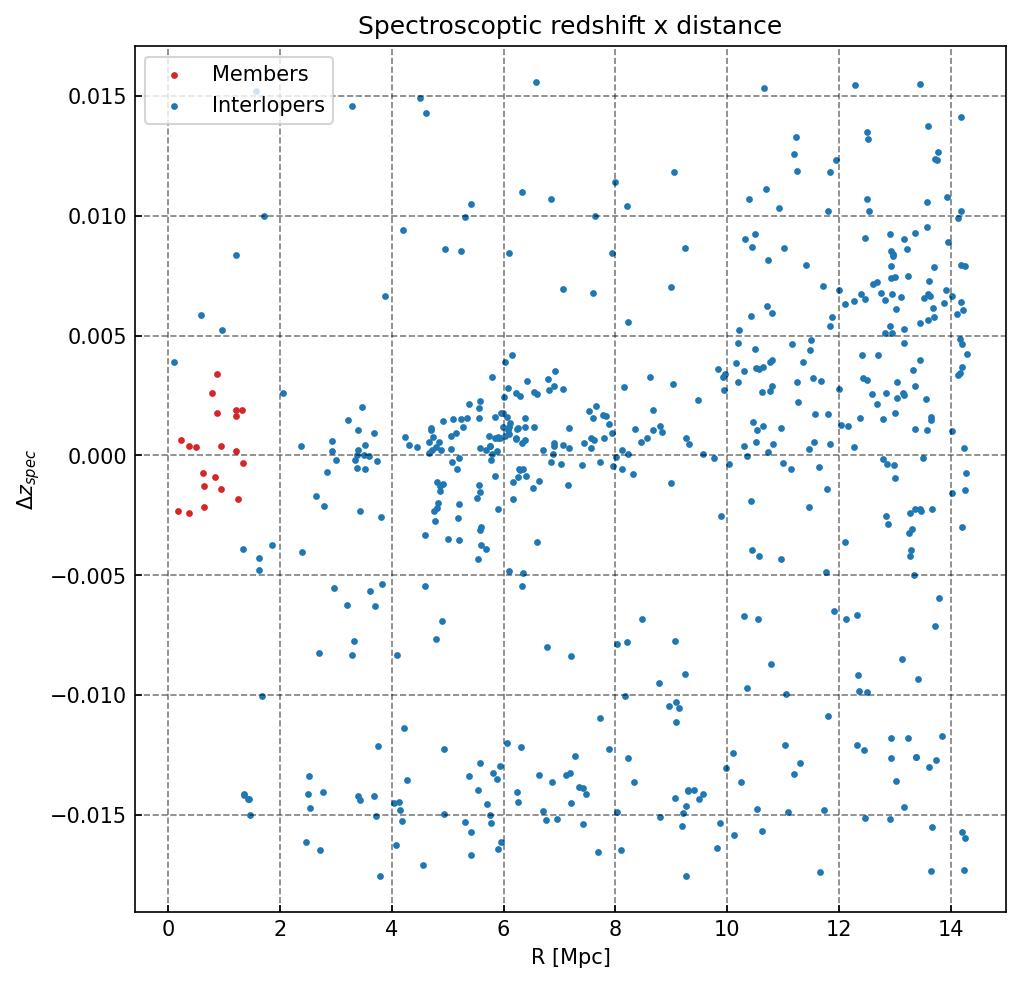 Spectroscoptic redshift x distance
Members
Interlopers
0.015
0.010
0.005
0.000
−0.005
−0.010
−0.015
Δz_spec
0 2 4 6 8 10 12 14
R [Mpc]